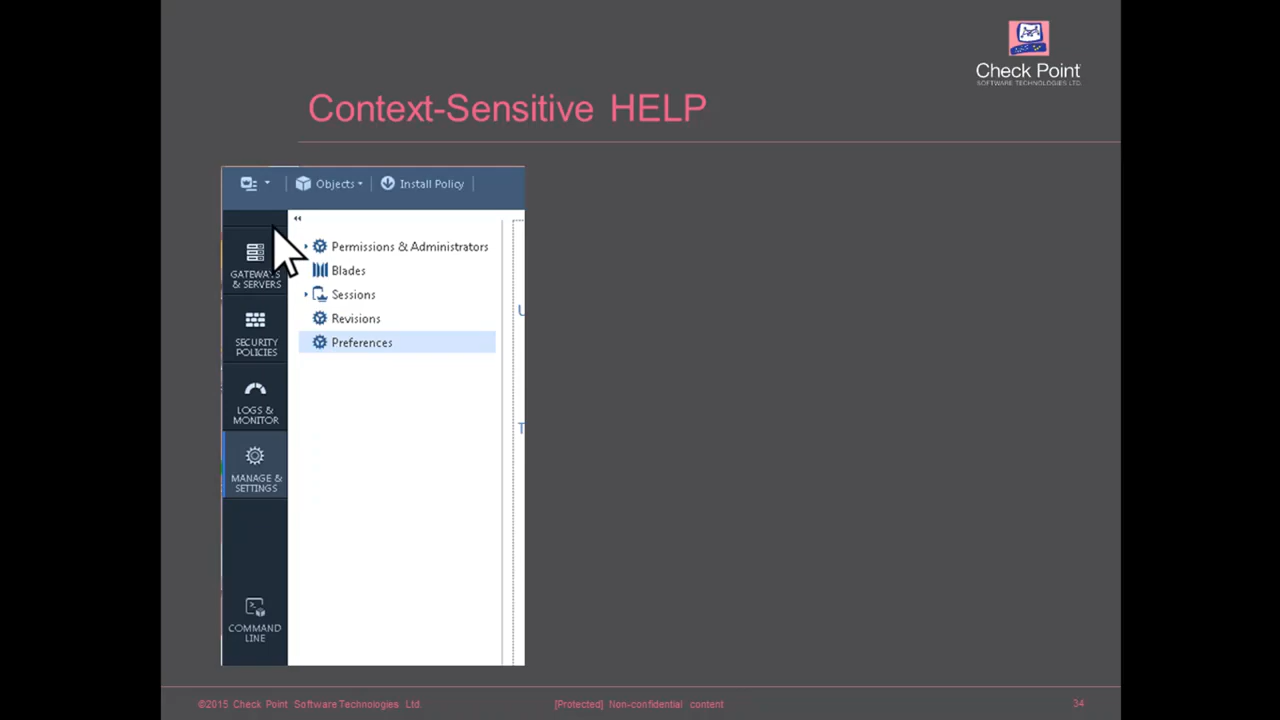 Check Point
SOFTWARE TECHNOLOGIES LTD.
Context-Sensitive HELP
Objects
Install Policy
GATEWAYS
& SERVERS
SECURITY
POLICIES
LOGS &
MONITOR
MANAGE &
SETTINGS
COMMAND
LINE
Permissions & Administrators
Blades
Sessions
Revisions
Preferences
U
T
©2015 Check Point Software Technologies Ltd.
[Protected] Non-confidential content
34